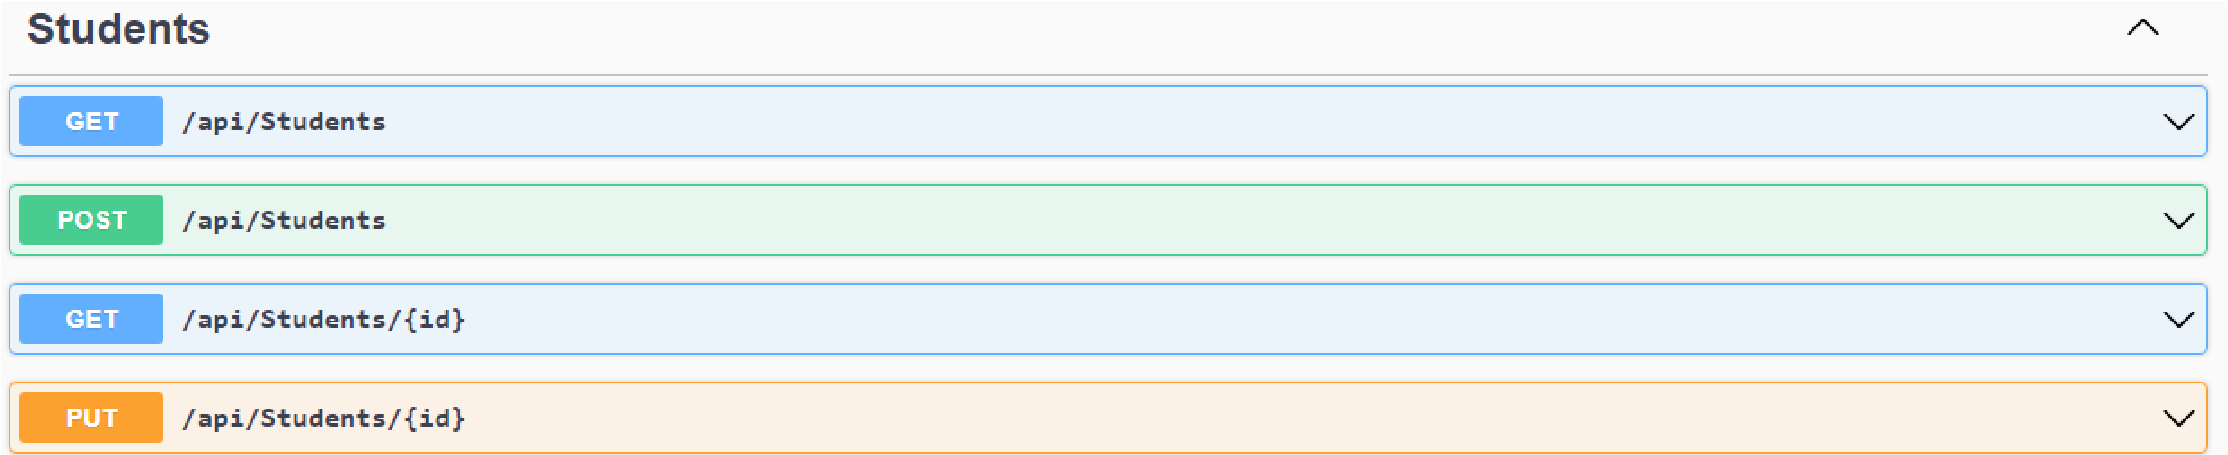 Students
GET /api/Students
POST /api/Students
GET /api/Students/{id}
PUT /api/Students/{id}